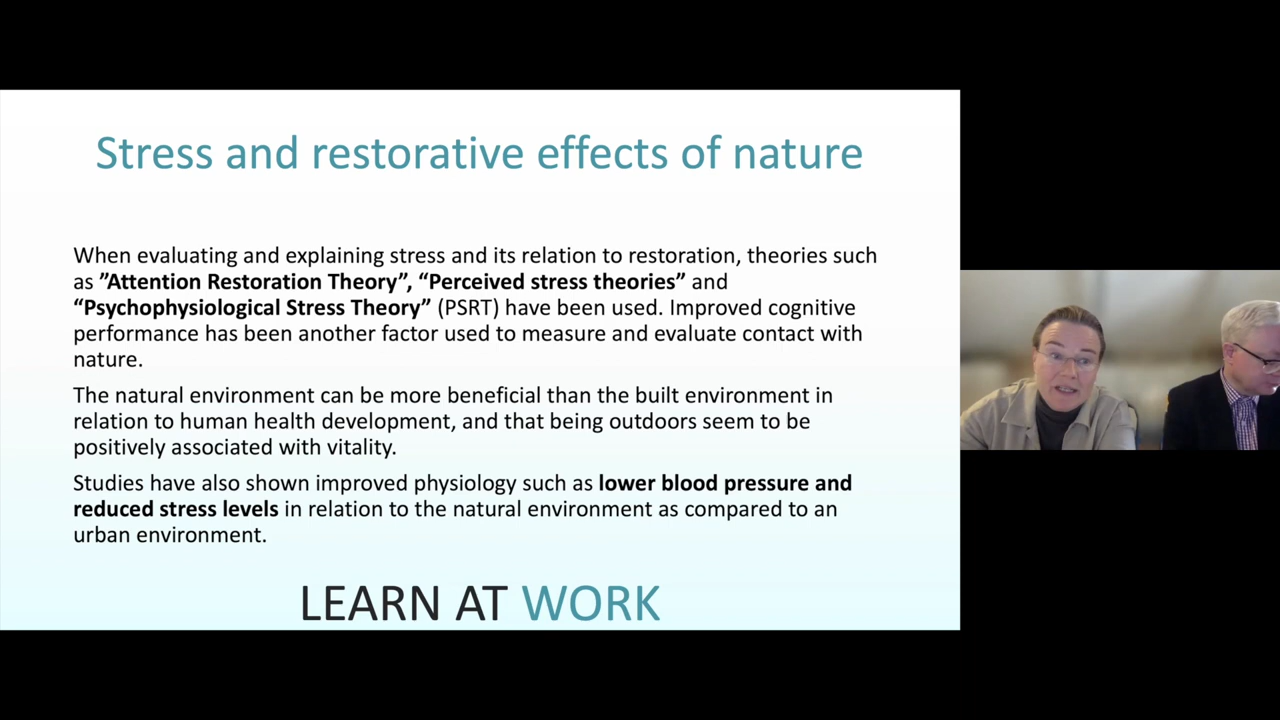 Stress and restorative effects of nature
When evaluating and explaining stress and its relation to restoration, theories such
as ”Attention Restoration Theory”, “Perceived stress theories” and
“Psychophysiological Stress Theory” (PSRT) have been used. Improved cognitive
performance has been another factor used to measure and evaluate contact with
nature.
The natural environment can be more beneficial than the built environment in
relation to human health development, and that being outdoors seem to be
positively associated with vitality.
Studies have also shown improved physiology such as lower blood pressure and
reduced stress levels in relation to the natural environment as compared to an
urban environment.
LEARN AT WORK